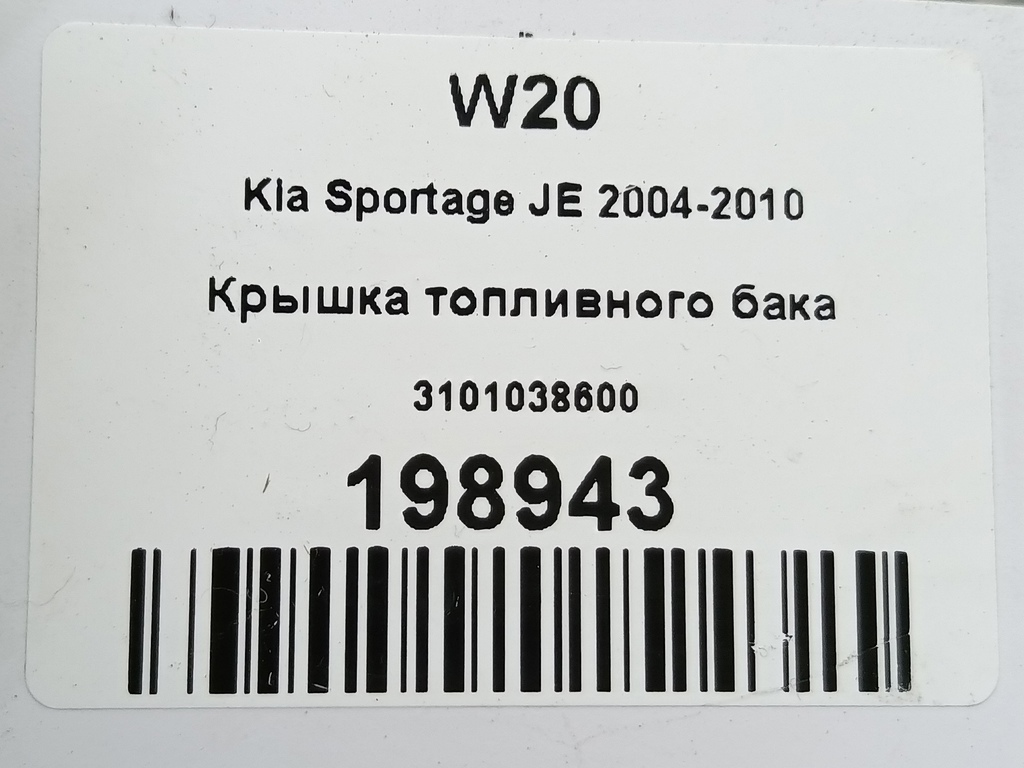 W20
Kia Sportage JE 2004-2010
Крышка топливного бака
3101038600
198943